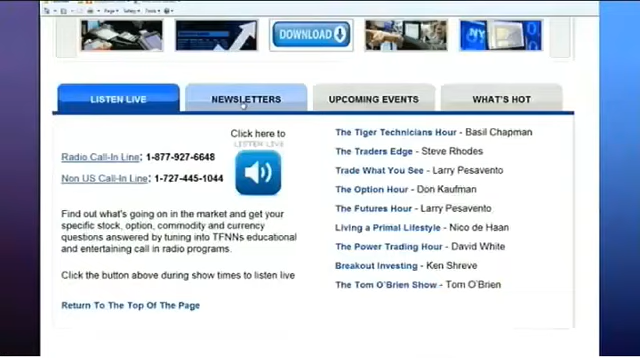 Page
Safety
Tools
DOWNLOAD
NY
LISTEN LIVE
NEWSLETTERS
UPCOMING EVENTS
WHAT'S HOT
Click here to
LISTEN LIVE
Radio Call-In Line: 1-877-927-6648
Non US Call-In Line: 1-727-445-1044
Find out what's going on in the market and get your
specific stock, option, commodity and currency
questions answered by tuning into TFNNs educational
and entertaining call in radio programs.
Click the button above during show times to listen live
Return To The Top Of The Page
The Tiger Technicians Hour - Basil Chapman
The Traders Edge - Steve Rhodes
Trade What You See - Larry Pesavento
The Option Hour - Don Kaufman
The Futures Hour - Larry Pesavento
Living a Primal Lifestyle - Nico de Haan
The Power Trading Hour - David White
Breakout Investing - Ken Shreve
The Tom O'Brien Show - Tom O'Brien